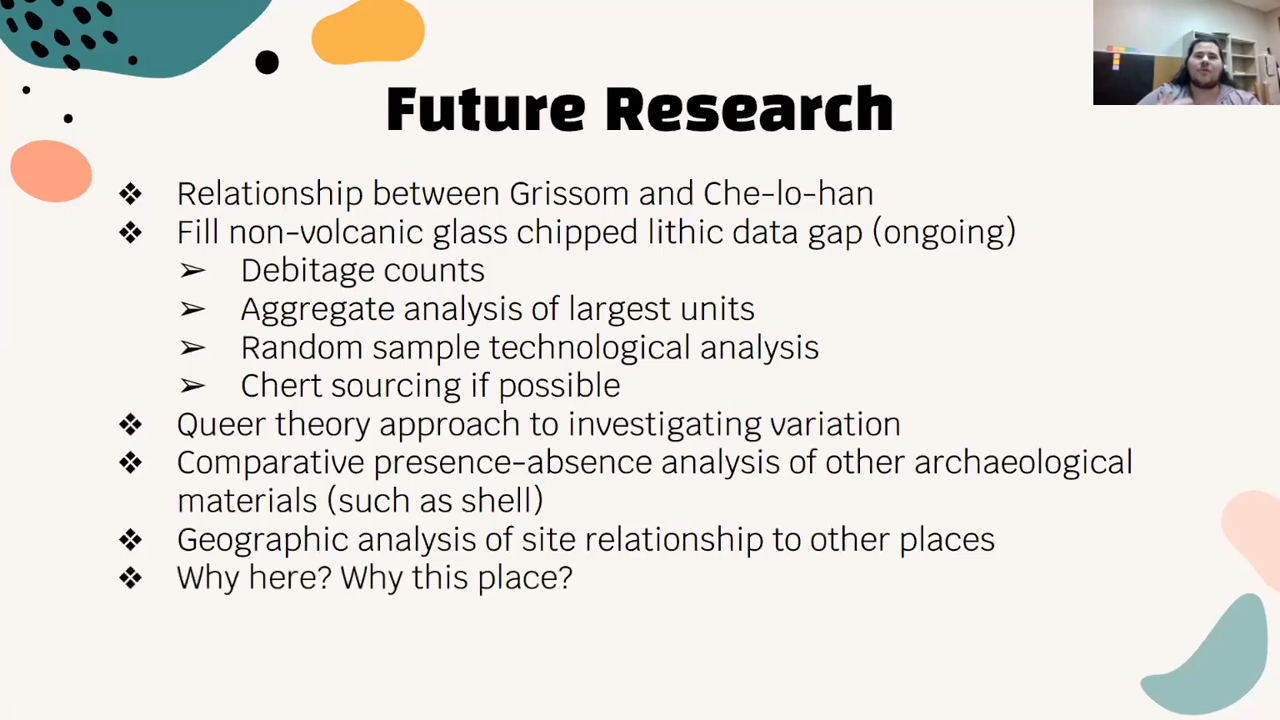 Future Research
❖ Relationship between Grissom and Che-lo-han
❖ Fill non-volcanic glass chipped lithic data gap (ongoing)
➢ Debitage counts
➢ Aggregate analysis of largest units
➢ Random sample technological analysis
➢ Chert sourcing if possible
❖ Queer theory approach to investigating variation
❖ Comparative presence-absence analysis of other archaeological
materials (such as shell)
❖ Geographic analysis of site relationship to other places
❖ Why here? Why this place?